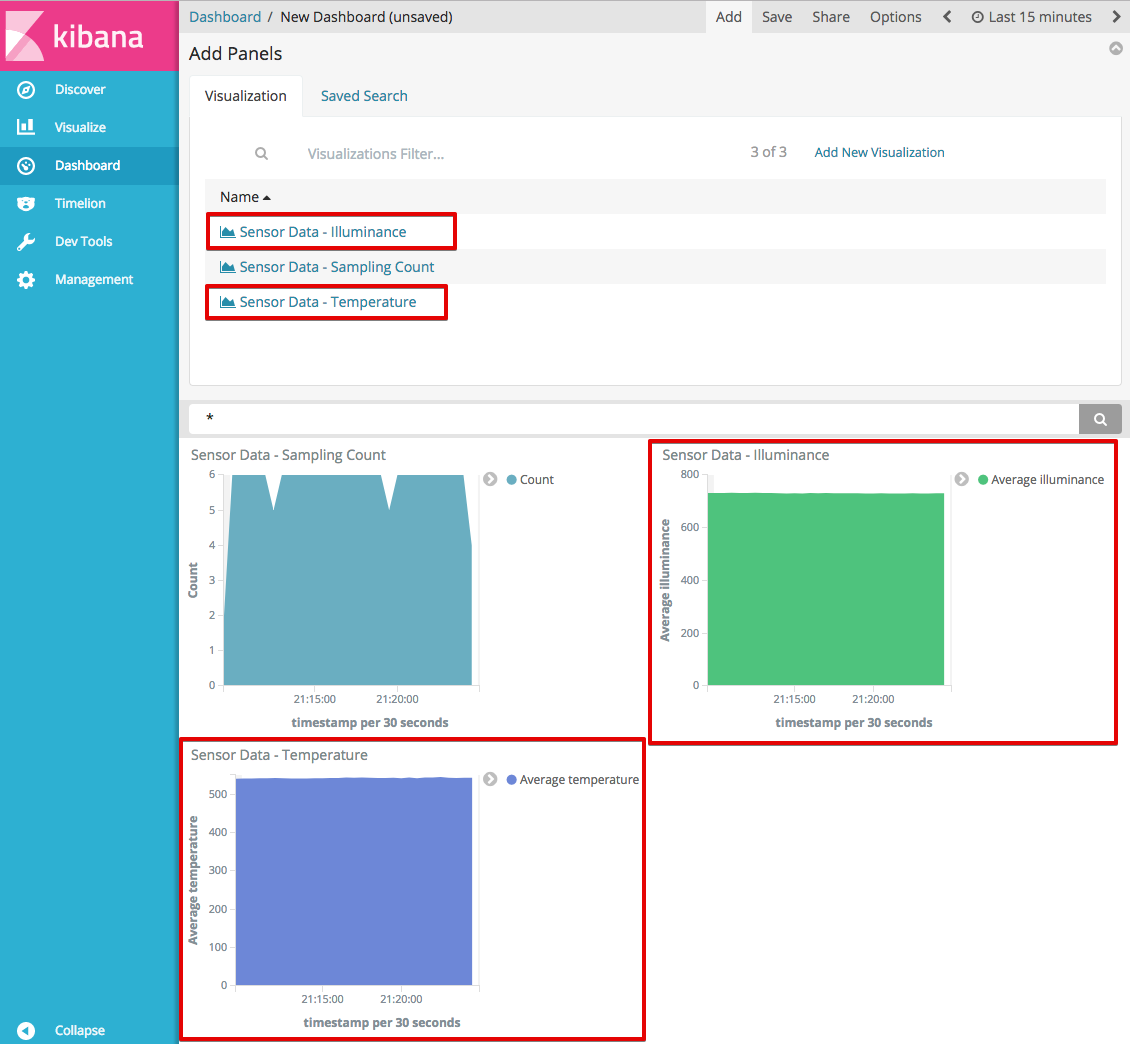 kibana
Discover
Visualize
Dashboard
Timelion
Dev Tools
Management
Collapse
Dashboard / New Dashboard (unsaved)
Add Save Share Options Last 15 minutes
Add Panels
Visualization Saved Search
Visualizations Filter... 3 of 3 Add New Visualization
Name
Sensor Data - Illuminance
Sensor Data - Sampling Count
Sensor Data - Temperature
*
Sensor Data - Sampling Count
Count
6
5
4
3
2
1
0
Count
21:15:00 21:20:00
timestamp per 30 seconds
Sensor Data - Illuminance
Average illuminance
800
600
400
200
0
Average illuminance
21:15:00 21:20:00
timestamp per 30 seconds
Sensor Data - Temperature
Average temperature
500
400
300
200
100
0
Average temperature
21:15:00 21:20:00
timestamp per 30 seconds